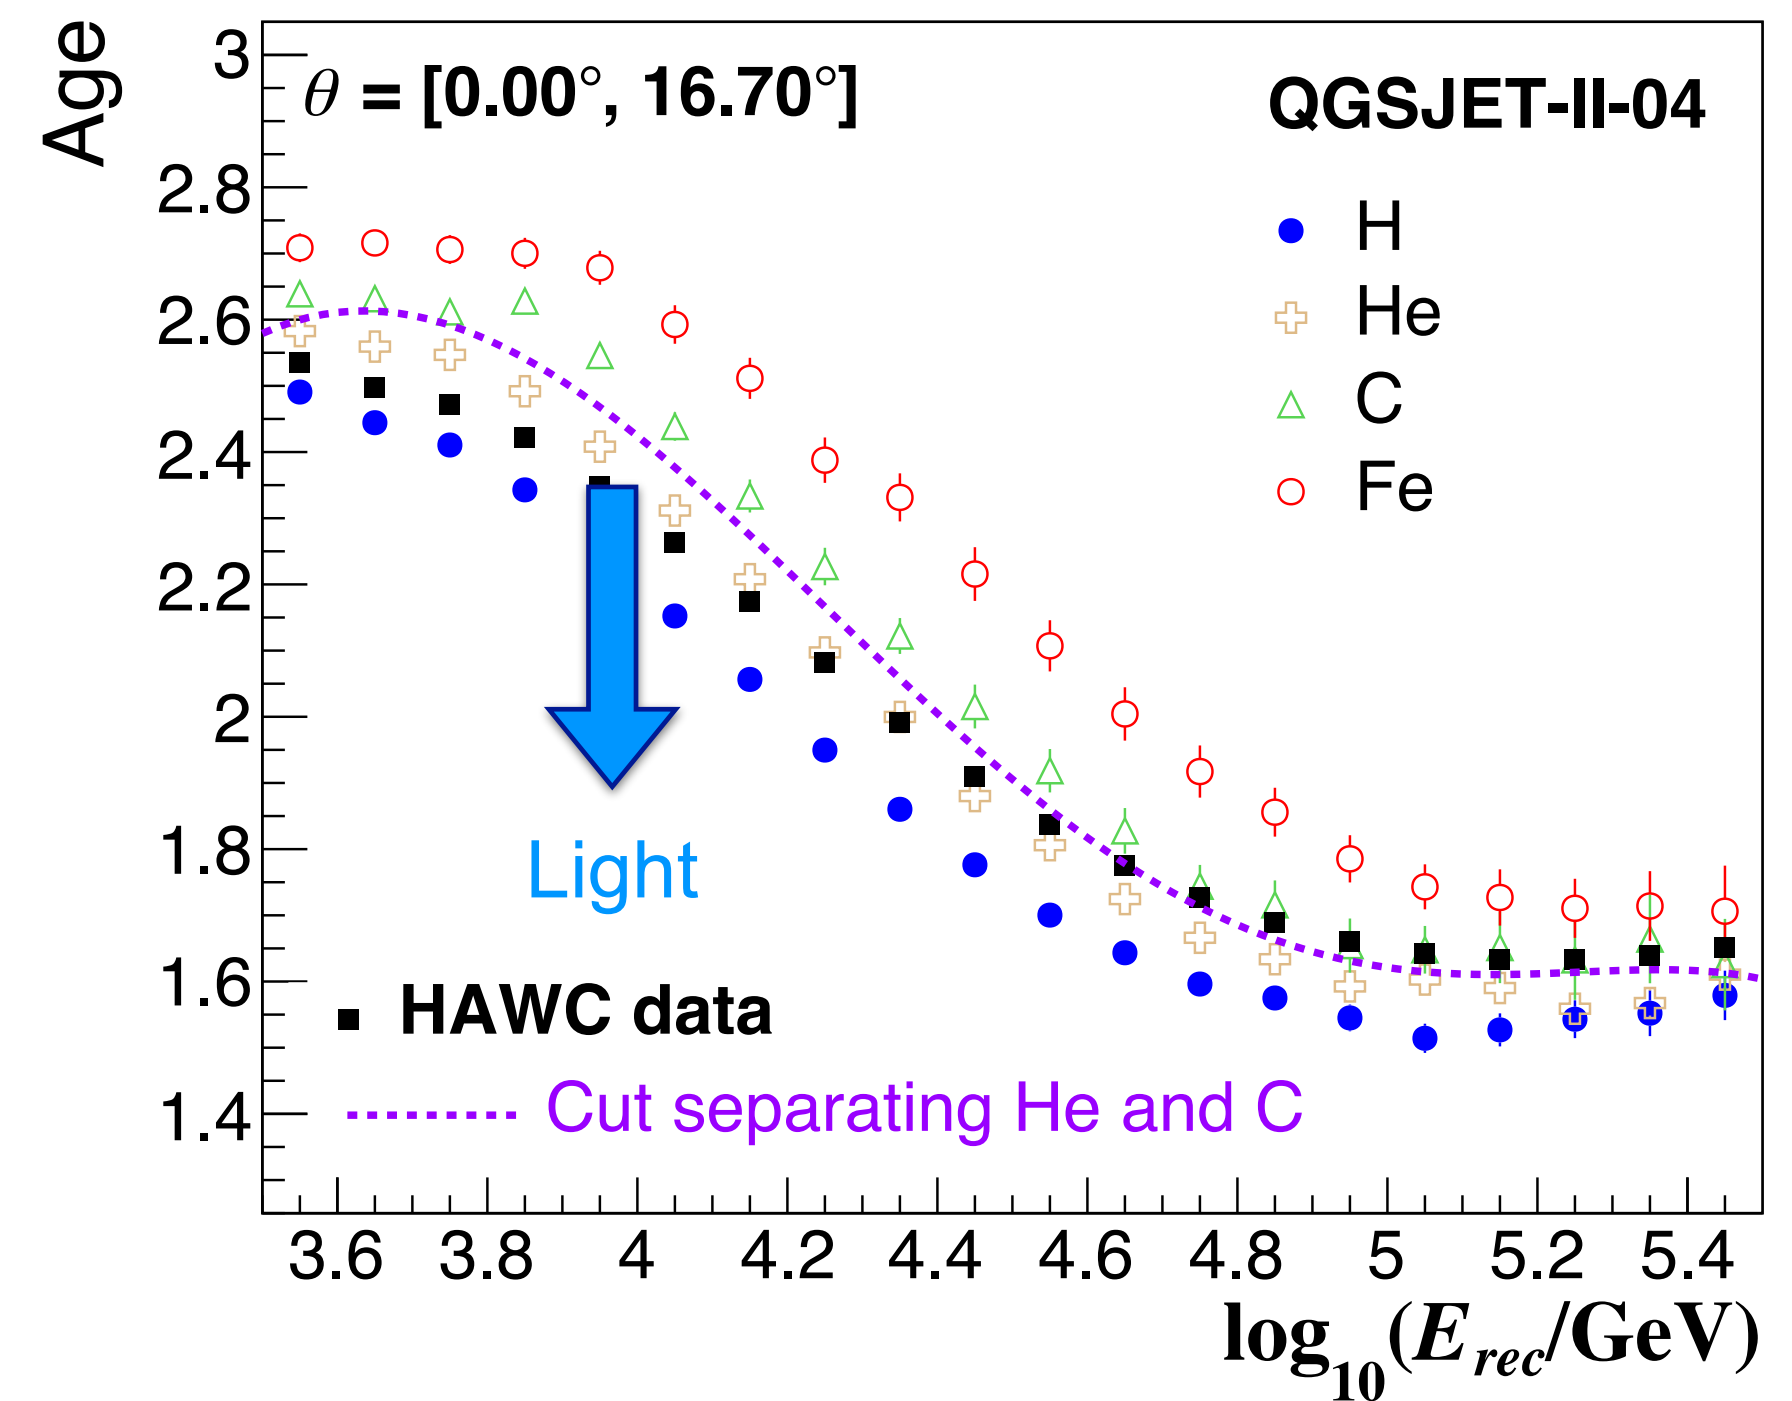 Age
3
2.8
2.6
2.4
2.2
2
1.8
1.6
1.4
θ = [0.00°, 16.70°]
QGSJET-II-04
H
He
C
Fe
Light
HAWC data
Cut separating He and C
3.6 3.8 4 4.2 4.4 4.6 4.8 5 5.2 5.4
log₁₀(E_rec/GeV)